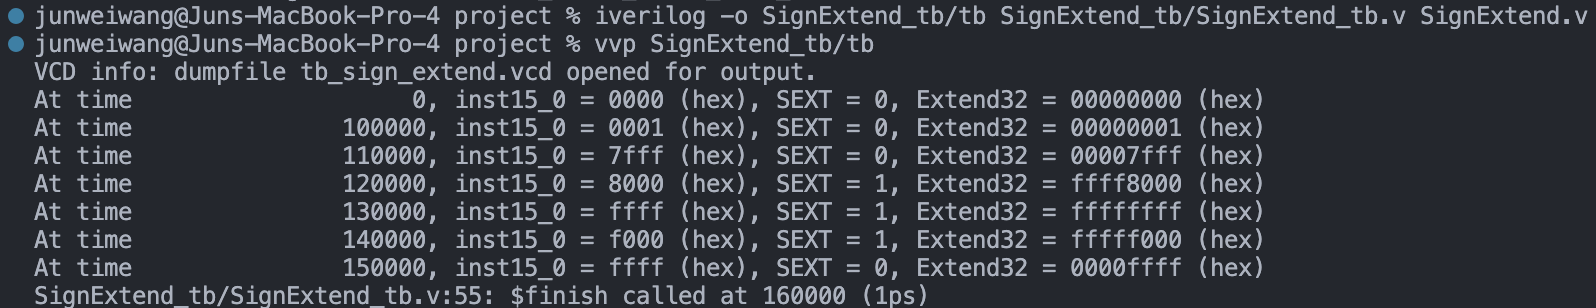 junweiwang@Juns-MacBook-Pro-4 project % iverilog -o SignExtend_tb/tb SignExtend_tb/SignExtend_tb.v SignExtend.v
junweiwang@Juns-MacBook-Pro-4 project % vvp SignExtend_tb/tb
VCD info: dumpfile tb_sign_extend.vcd opened for output.
At time                    0, inst15_0 = 0000 (hex), SEXT = 0, Extend32 = 00000000 (hex)
At time               100000, inst15_0 = 0001 (hex), SEXT = 0, Extend32 = 00000001 (hex)
At time               110000, inst15_0 = 7fff (hex), SEXT = 0, Extend32 = 00007fff (hex)
At time               120000, inst15_0 = 8000 (hex), SEXT = 1, Extend32 = ffff8000 (hex)
At time               130000, inst15_0 = ffff (hex), SEXT = 1, Extend32 = ffffffff (hex)
At time               140000, inst15_0 = f000 (hex), SEXT = 1, Extend32 = fffff000 (hex)
At time               150000, inst15_0 = ffff (hex), SEXT = 0, Extend32 = 0000ffff (hex)
SignExtend_tb/SignExtend_tb.v:55: $finish called at 160000 (1ps)